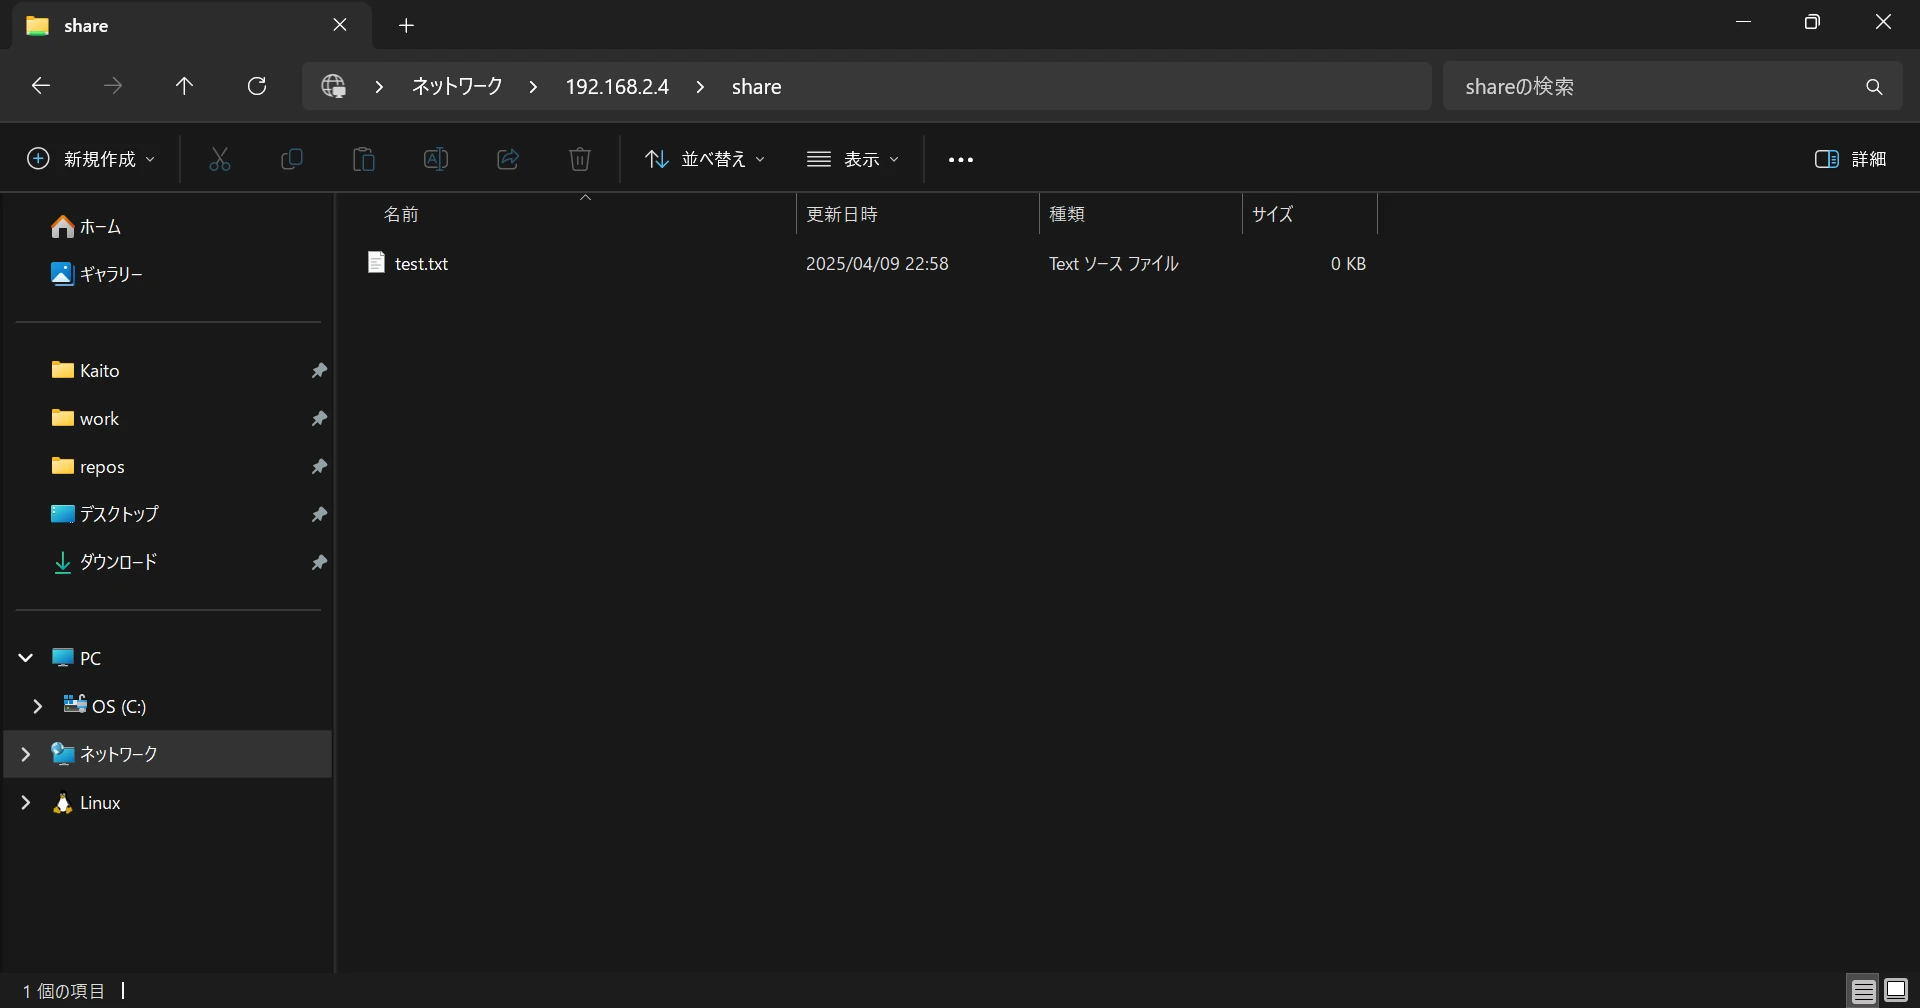 share
ネットワーク > 192.168.2.4 > share
shareの検索
新規作成
並べ替え
表示
詳細
ホーム
ギャラリー
Kaito
work
repos
デスクトップ
ダウンロード
PC
OS (C:)
ネットワーク
Linux
名前 更新日時 種類 サイズ
test.txt 2025/04/09 22:58 Text ソース ファイル 0 KB
1 個の項目